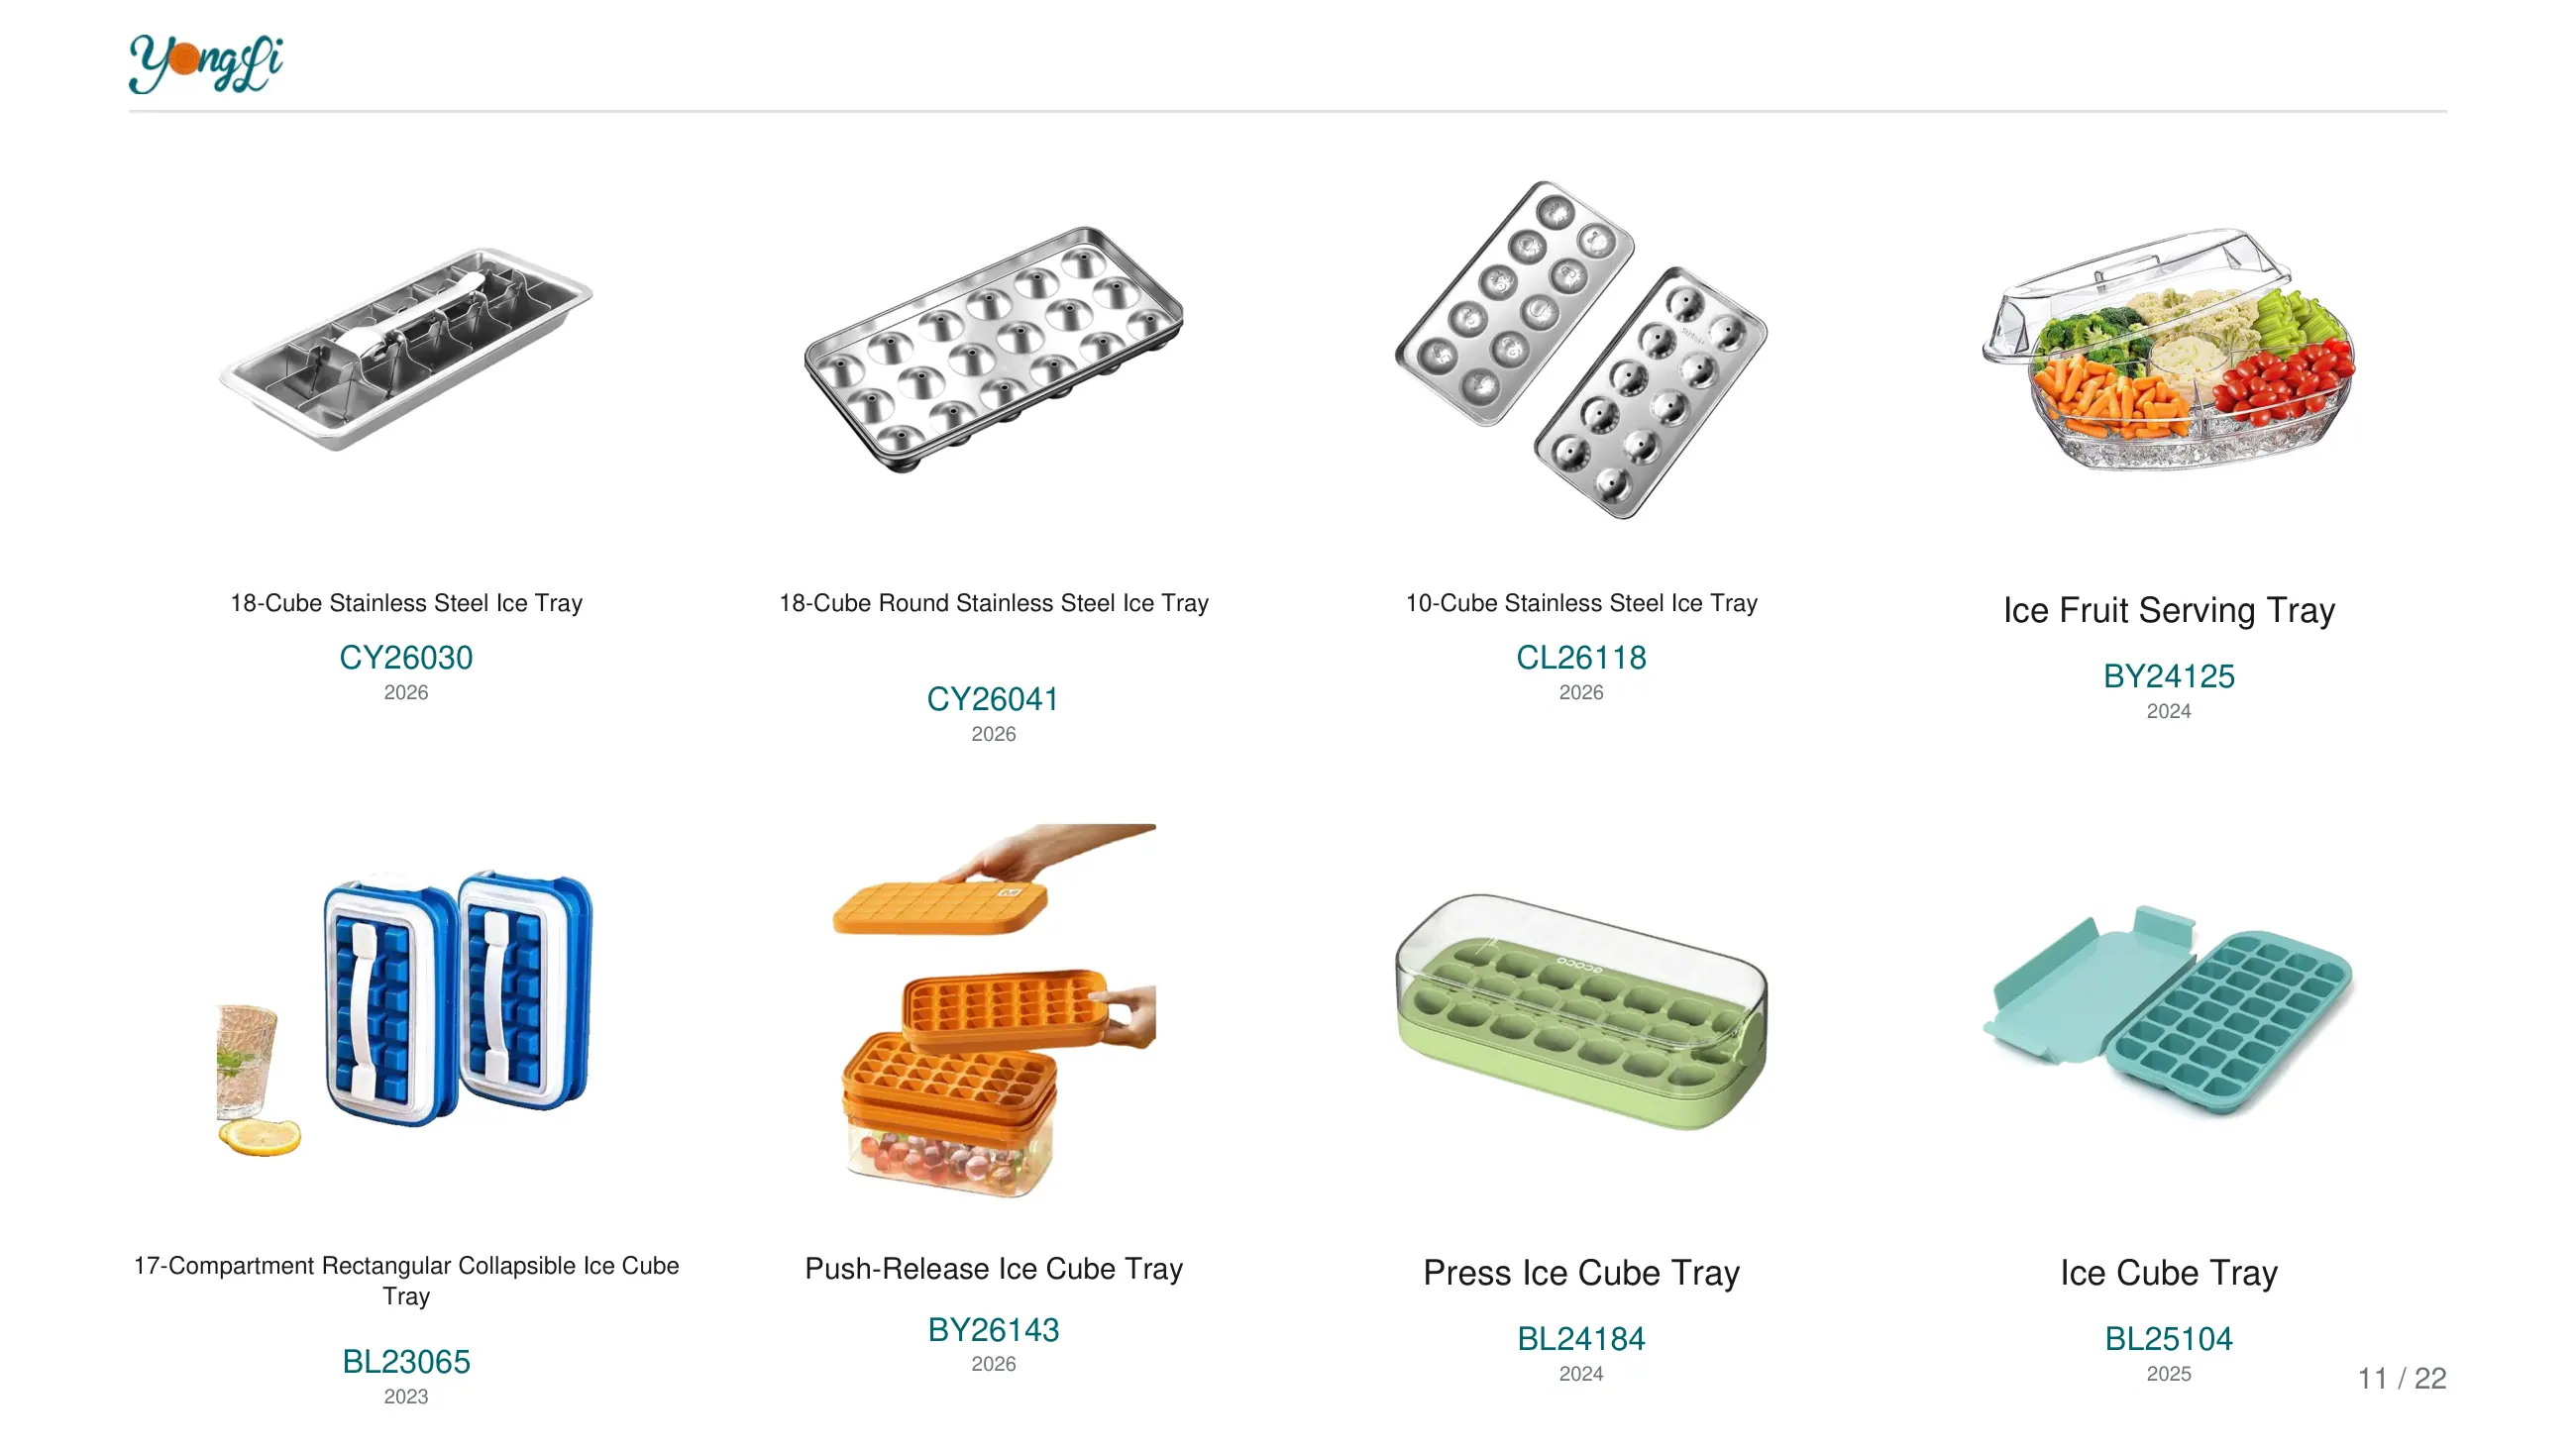 YongLi
18-Cube Stainless Steel Ice Tray
CY26030
2026
18-Cube Round Stainless Steel Ice Tray
CY26041
2026
10-Cube Stainless Steel Ice Tray
CL26118
2026
Ice Fruit Serving Tray
BY24125
2024
17-Compartment Rectangular Collapsible Ice Cube
Tray
BL23065
2023
Push-Release Ice Cube Tray
BY26143
2026
ecoco
Press Ice Cube Tray
BL24184
2024
Ice Cube Tray
BL25104
2025
11 / 22